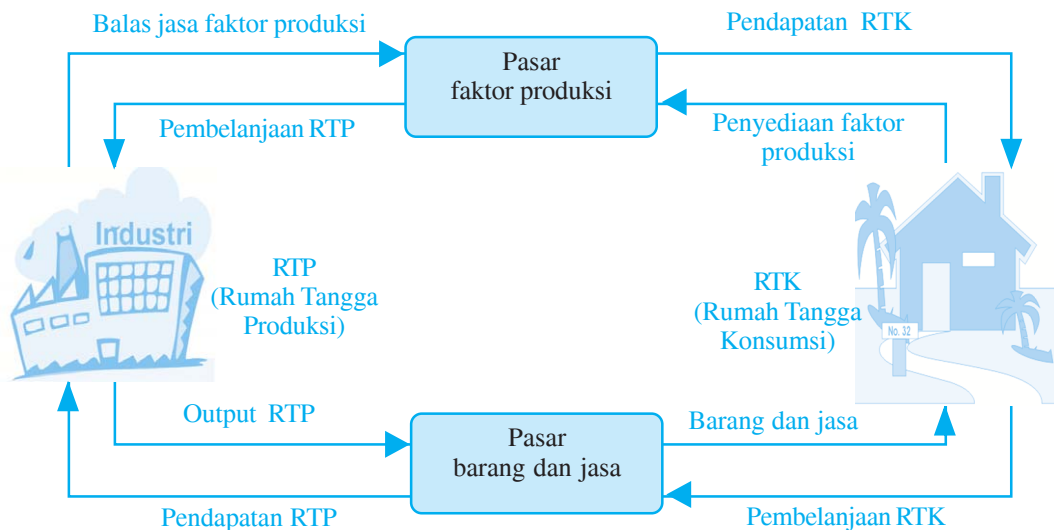 Balas jasa faktor produksi
Pendapatan RTK
Pasar
faktor produksi
Pembelanjaan RTP
Penyediaan faktor
produksi
Industri
RTP
(Rumah Tangga
Produksi)
RTK
(Rumah Tangga
Konsumsi)
No. 32
Output RTP
Pasar
barang dan jasa
Barang dan jasa
Pendapatan RTP
Pembelanjaan RTK